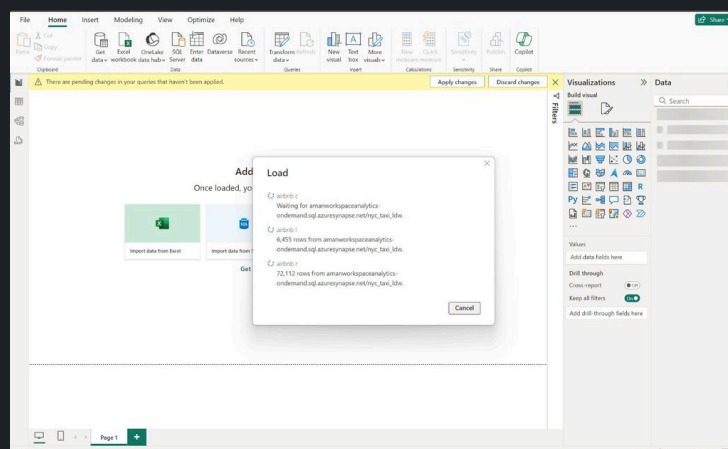 File Home Insert Modeling View Optimize Help
Share
Paste
Cut
Copy
Format painter
Get data
Excel workbook
OneLake data hub
SQL Server
Enter data
Dataverse
Recent sources
Transform data
Refresh
New visual
Text box
More visuals
New measure
Quick measure
Sensitivity
Publish
Copilot
Clipboard Data Queries Insert Calculations Sensitivity Share Copilot
There are pending changes in your queries that haven't been applied.
Apply changes Discard changes
Filters
Visualizations
Build visual
Data
Search
Add
Once loaded, yo
Import data from Excel
Import data from S
Get
Load
airbnb c
Waiting for amanworkspaceanalytics-
ondemand.sql.azuresynapse.net/nyc_taxi_ldw.
airbnb l
6,455 rows from amanworkspaceanalytics-
ondemand.sql.azuresynapse.net/nyc_taxi_ldw.
airbnb r
72,112 rows from amanworkspaceanalytics-
ondemand.sql.azuresynapse.net/nyc_taxi_ldw.
Cancel
R
Py
...
Values
Add data fields here
Drill through
Cross-report Off
Keep all filters On
Add drill-through fields here
Page 1